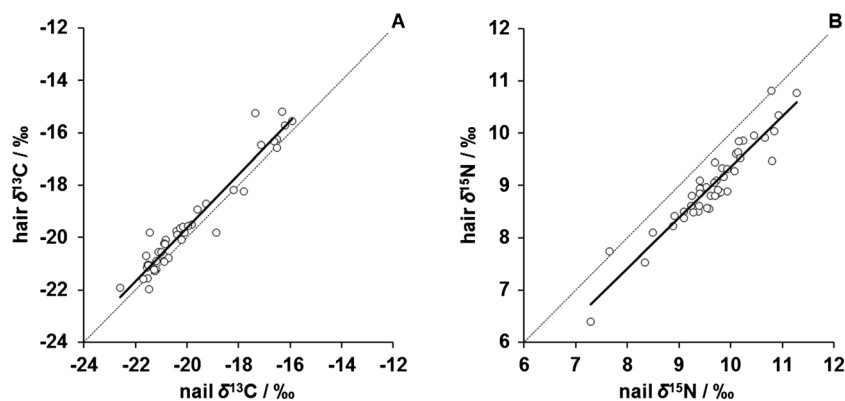 A
-12
-14
-16
-18
-20
-22
-24
hair δ¹³C / ‰
-24 -22 -20 -18 -16 -14 -12
nail δ¹³C / ‰
B
12
11
10
9
8
7
6
hair δ¹⁵N / ‰
6 7 8 9 10 11 12
nail δ¹⁵N / ‰